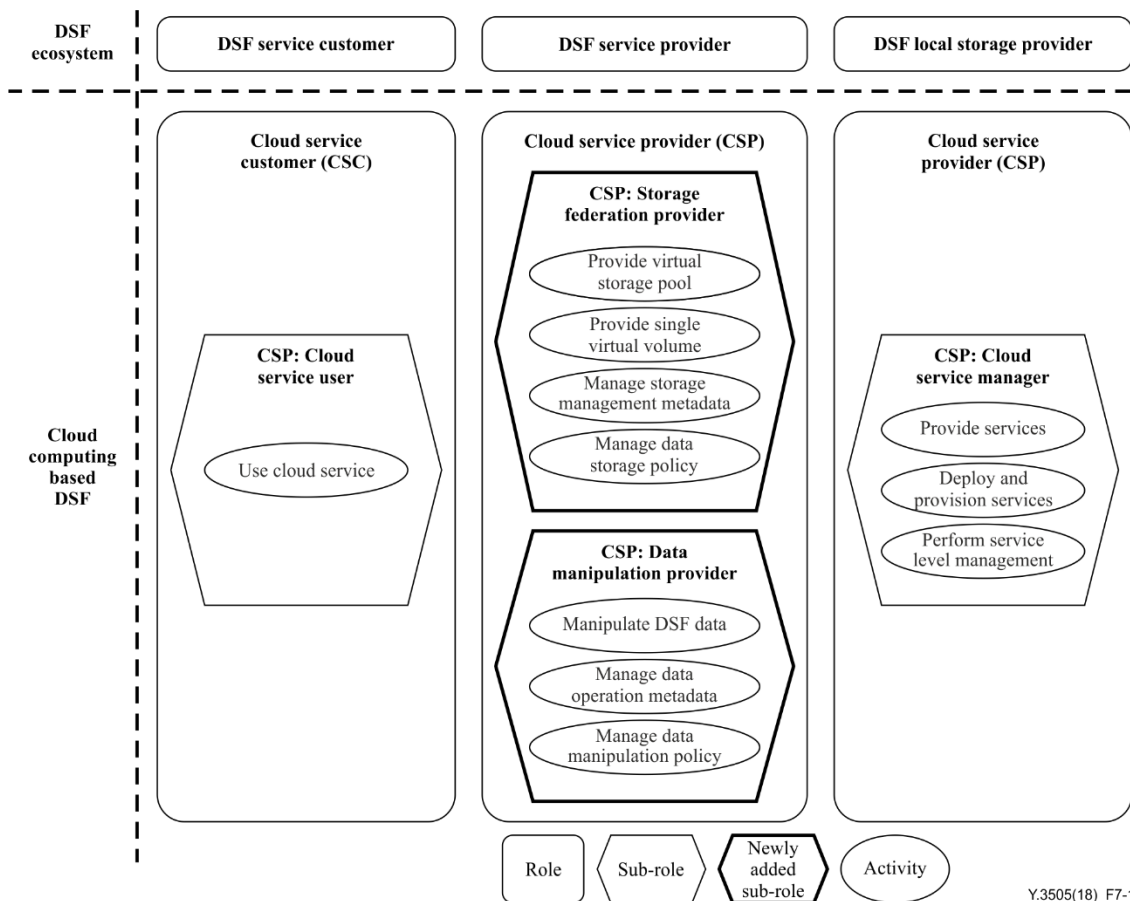 DSF
ecosystem
DSF service customer
DSF service provider
DSF local storage provider
Cloud
computing
based
DSF
Cloud service
customer (CSC)
CSP: Cloud
service user
Use cloud service
Cloud service provider (CSP)
CSP: Storage
federation provider
Provide virtual
storage pool
Provide single
virtual volume
Manage storage
management metadata
Manage data
storage policy
CSP: Data
manipulation provider
Manipulate DSF data
Manage data
operation metadata
Manage data
manipulation policy
Cloud service
provider (CSP)
CSP: Cloud
service manager
Provide services
Deploy and
provision services
Perform service
level management
Role
Sub-role
Newly
added
sub-role
Activity
Y.3505(18)_F7-1